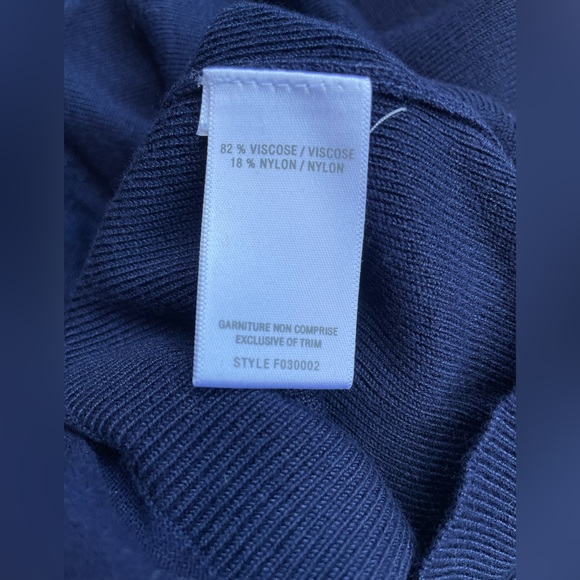 82 % VISCOSE / VISCOSE
18 % NYLON / NYLON
GARNITURE NON COMPRISE
EXCLUSIVE OF TRIM
STYLE F030002